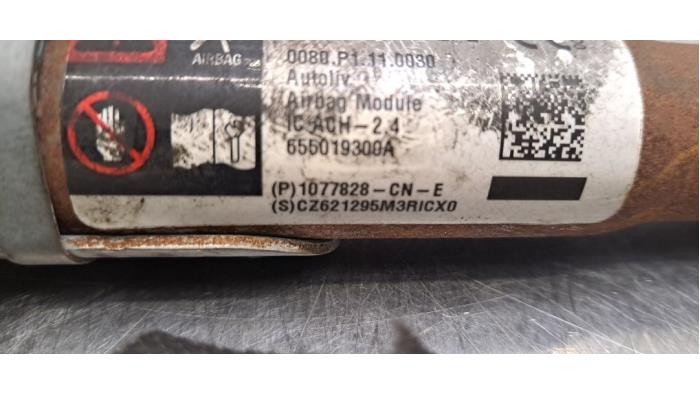 AIRBAG
0080.P1.11.0030
Autoliv
Airbag Module
IC ACH-2.4
655019300A
(P)1077828-CN-E
(S)CZ621295M3RICX0